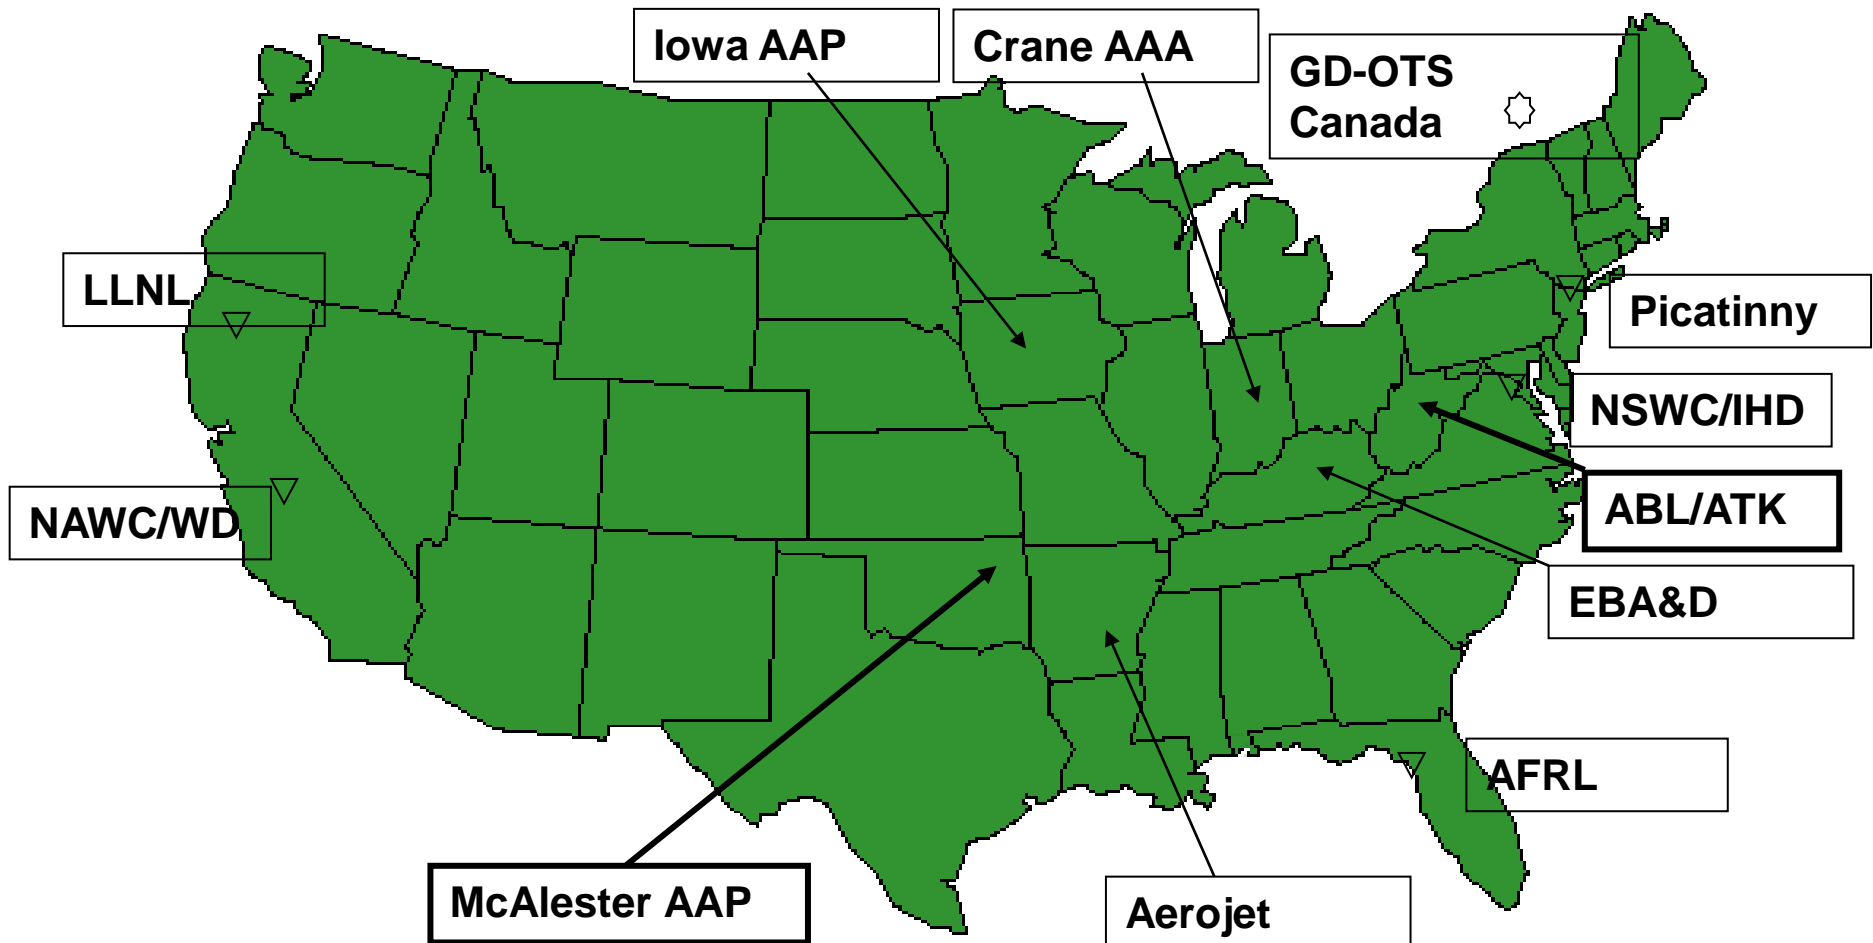 Iowa AAP
Crane AAA
GD-OTS
Canada
LLNL
Picatinny
NSWC/IHD
NAWC/WD
ABL/ATK
EBA&D
AFRL
McAlester AAP
Aerojet